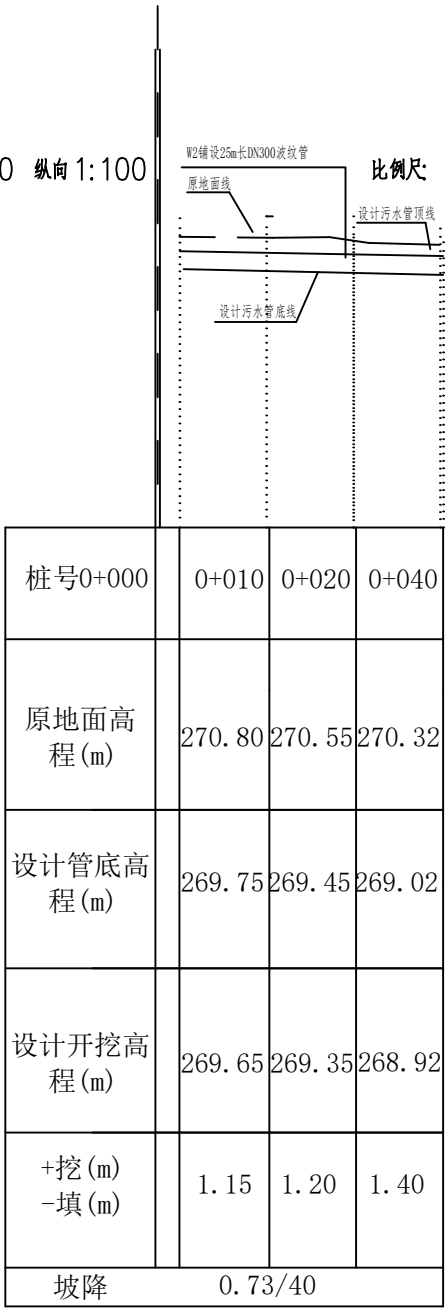 W2铺设25m长DN300波纹管
0 纵向 1:100
比例尺:
原地面线
设计污水管顶线
设计污水管底线
桩号0+000 0+010 0+020 0+040
原地面高
程(m)
270.80 270.55 270.32
设计管底高
程(m)
269.75 269.45 269.02
设计开挖高
程(m)
269.65 269.35 268.92
+挖(m)
-填(m)
1.15 1.20 1.40
坡降 0.73/40